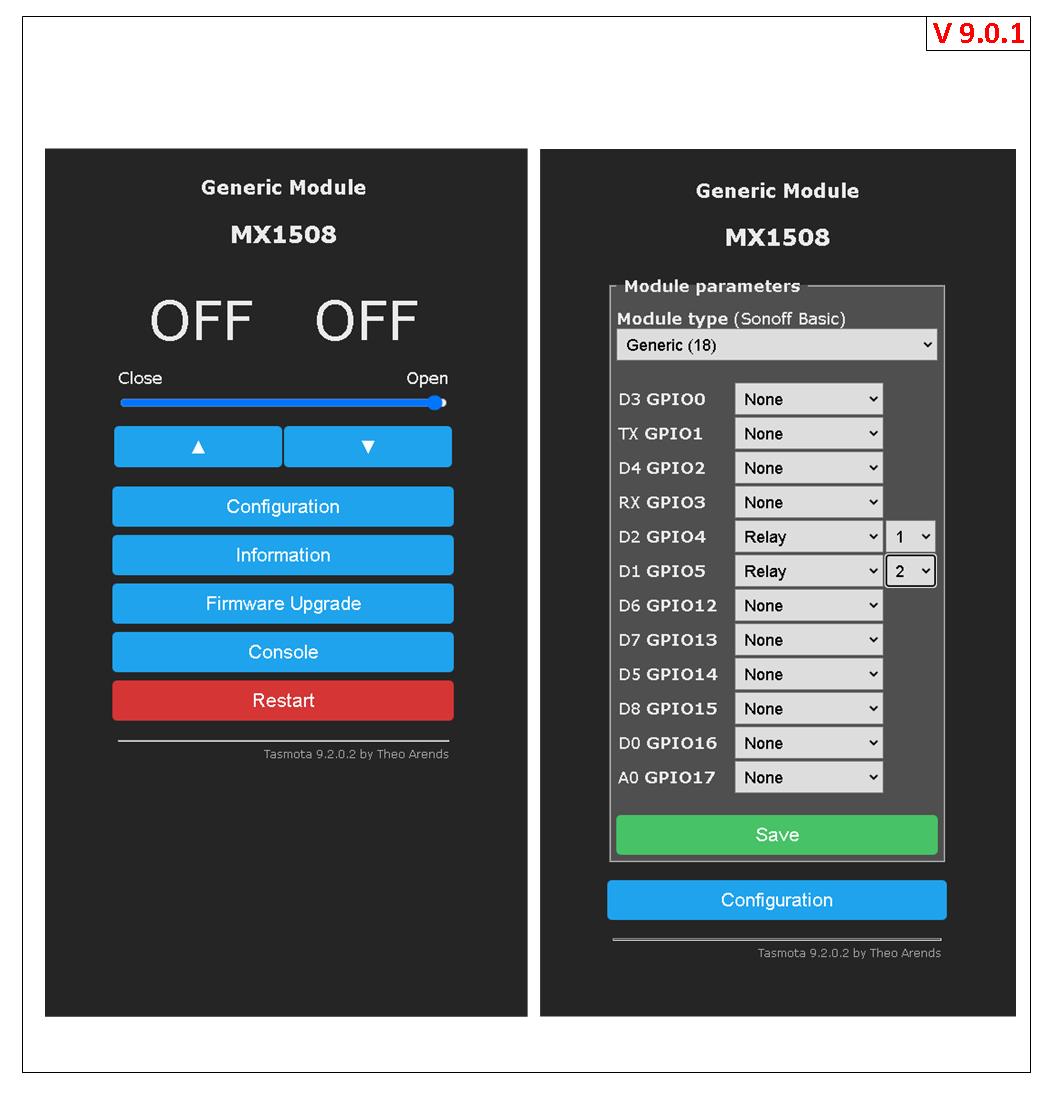 V 9.0.1
Generic Module
MX1508
OFF OFF
Close Open
▲ ▼
Configuration
Information
Firmware Upgrade
Console
Restart
Tasmota 9.2.0.2 by Theo Arends
Generic Module
MX1508
Module parameters
Module type (Sonoff Basic)
Generic (18)
D3 GPIO0 None
TX GPIO1 None
D4 GPIO2 None
RX GPIO3 None
D2 GPIO4 Relay 1
D1 GPIO5 Relay 2
D6 GPIO12 None
D7 GPIO13 None
D5 GPIO14 None
D8 GPIO15 None
D0 GPIO16 None
A0 GPIO17 None
Save
Configuration
Tasmota 9.2.0.2 by Theo Arends